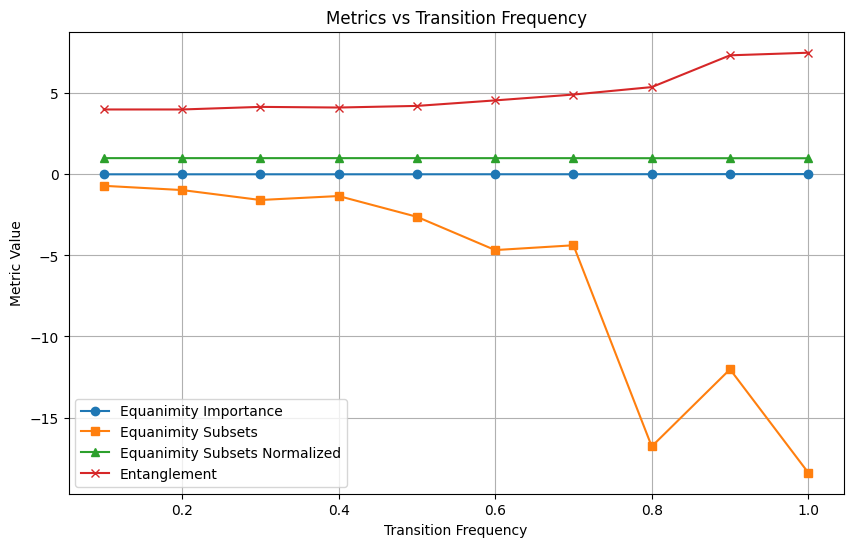 Metrics vs Transition Frequency
Metric Value
5
0
−5
−10
−15
Equanimity Importance
Equanimity Subsets
Equanimity Subsets Normalized
Entanglement
0.2
0.4
0.6
0.8
1.0
Transition Frequency